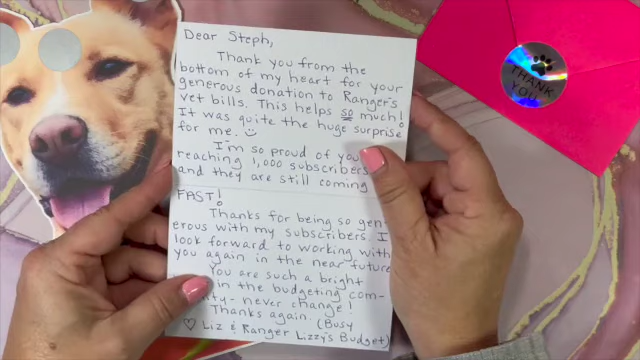 Dear Steph,
Thank you from the
bottom of my heart for your
generous donation to Ranger's
vet bills. This helps so much!
It was quite the huge surprise
for me.
I'm so proud of you
reaching 1,000 subscribers
and they are still coming
FAST!
Thanks for being so gen-
erous with my subscribers. I
look forward to working with
you again in the near future
You are such a bright
in the budgeting com-
never change!
Thanks again.
♡ Liz & Ranger (Busy
Lizzy's Budget)
THANK
YOU